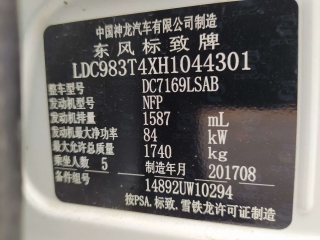 中国神龙汽车有限公司制造
东风标致牌
LDC983T4XH1044301
整车型号 DC7169LSAB
发动机型号 NFP
发动机排量 1587 mL
发动机最大净功率 84 kW
最大允许总质量 1740 kg
乘坐人数 5 制造年月 201708
备件组号 14892UW10294
按PSA.标致.雪铁龙许可证制造